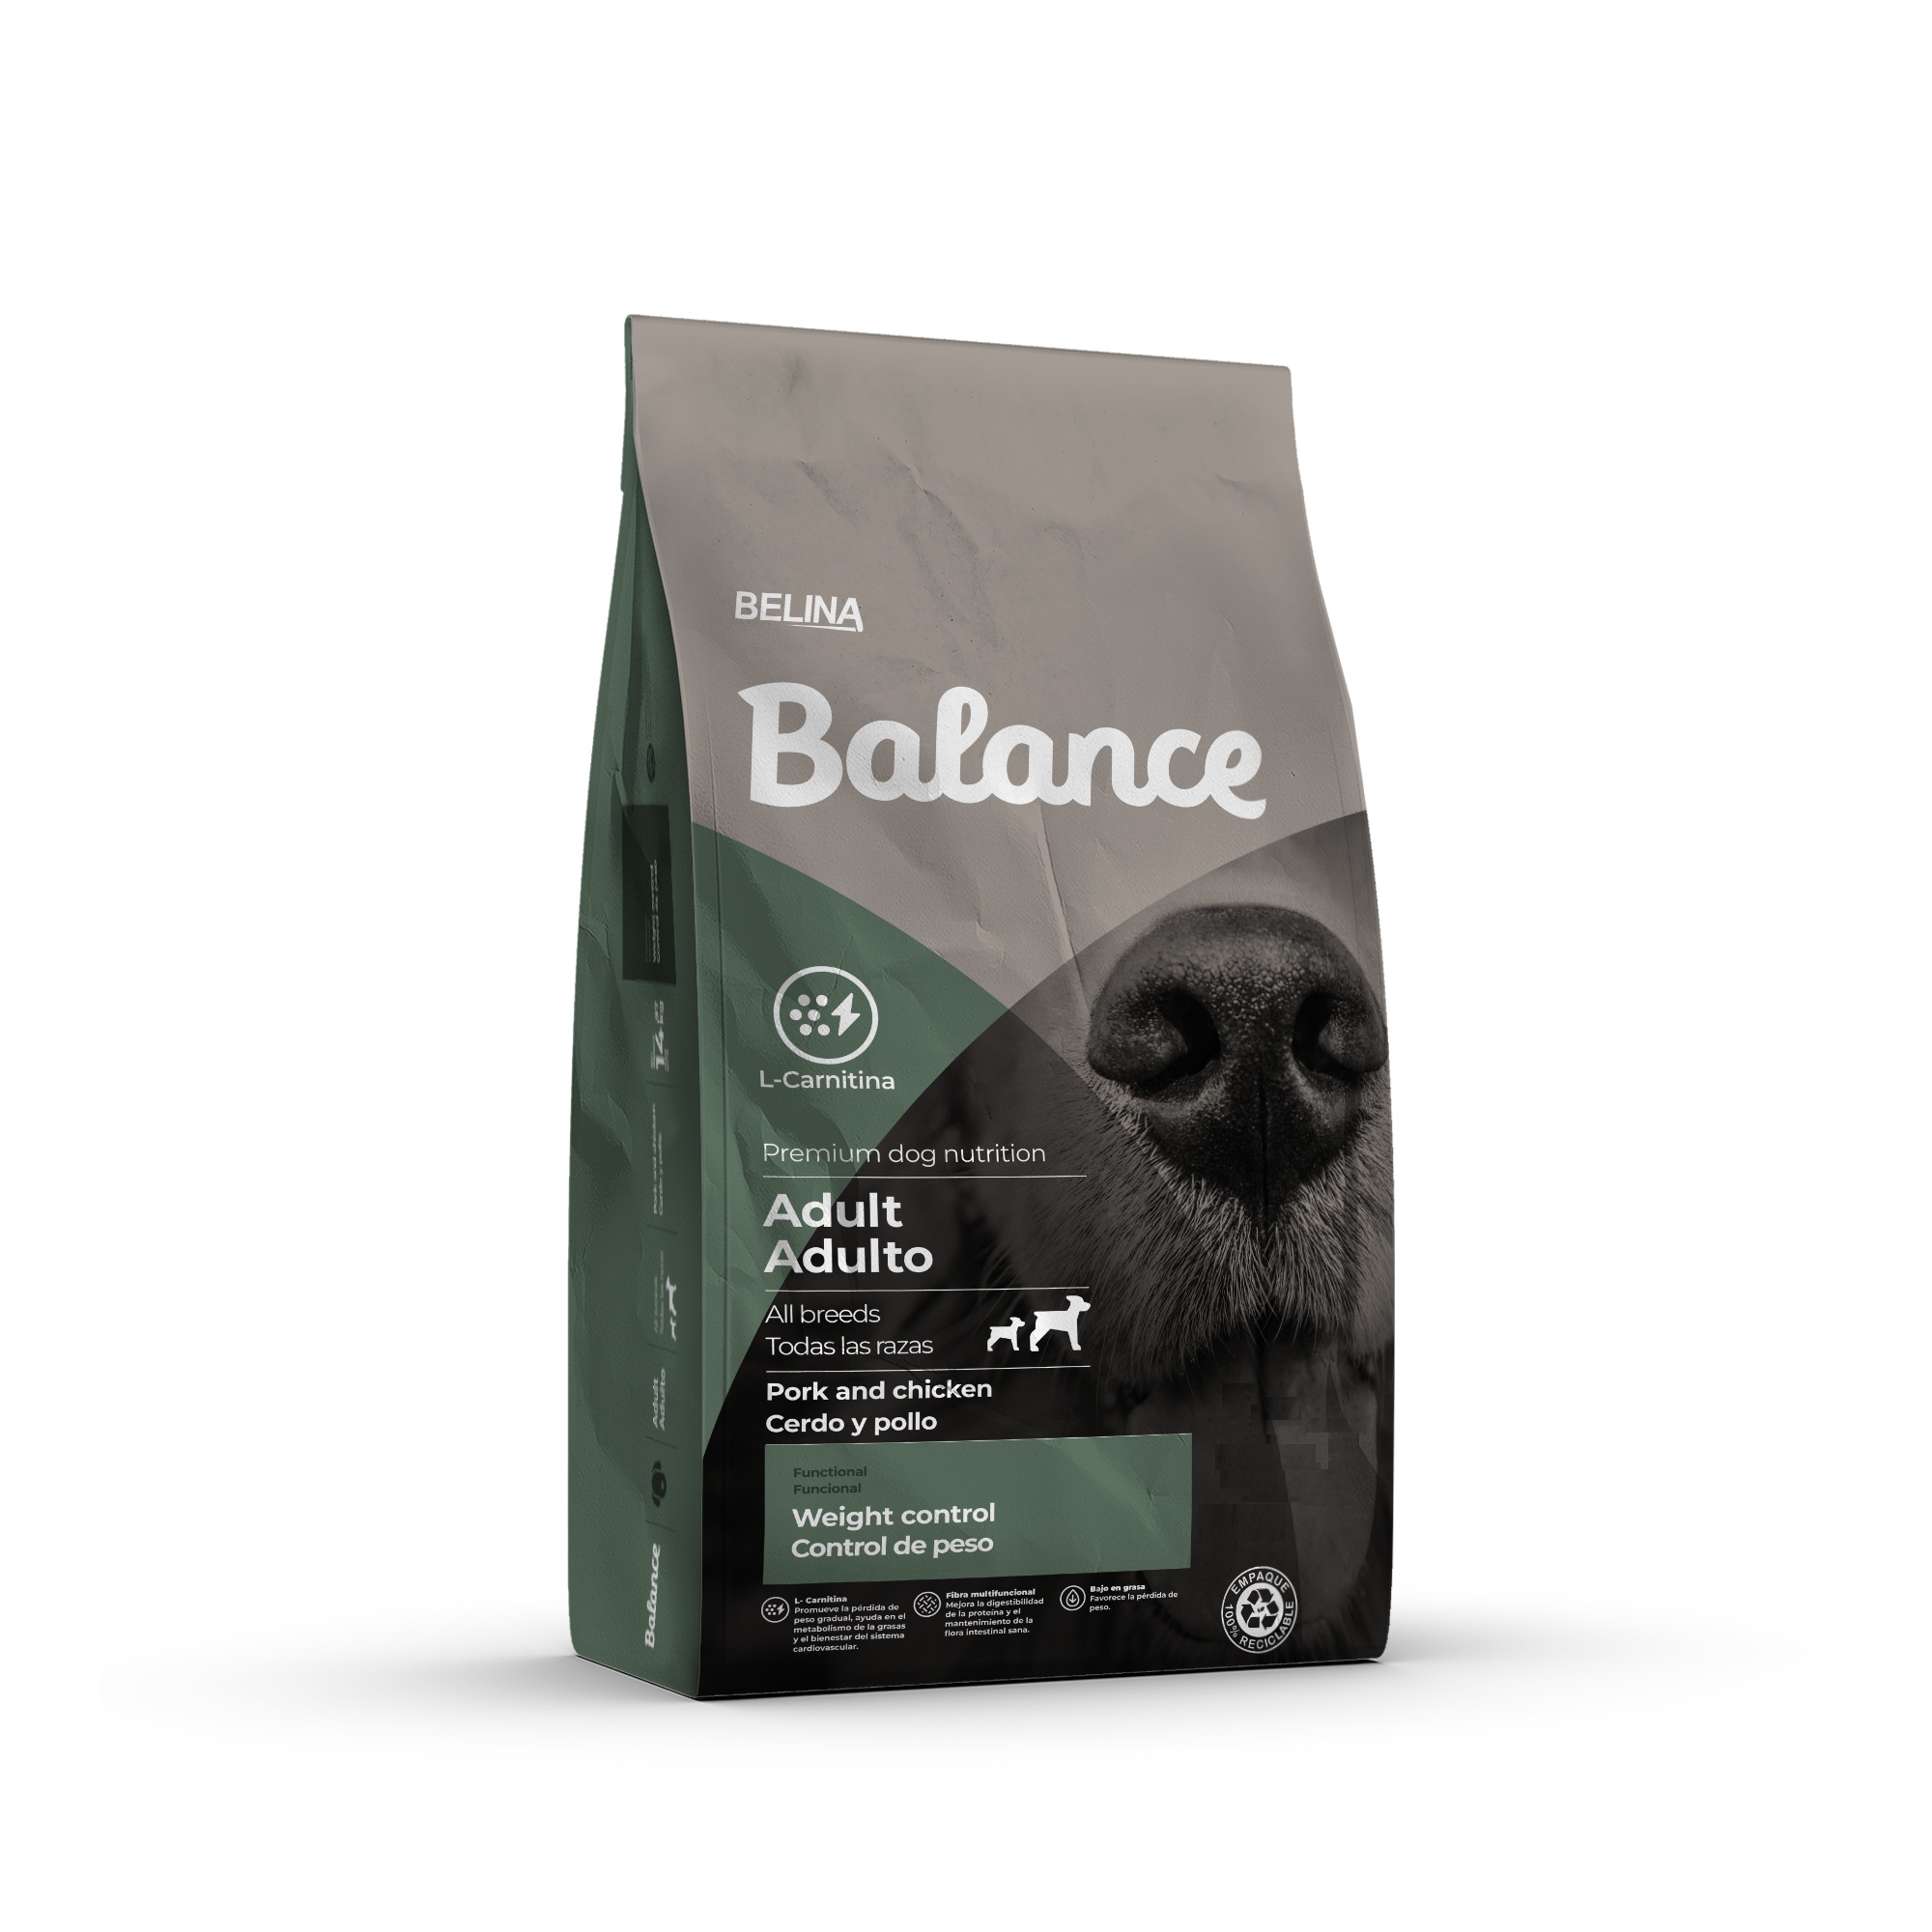 BELINA
Balance
L-Carnitina
Premium dog nutrition
Adult
Adulto
All breeds
Todas las razas
Pork and chicken
Cerdo y pollo
Functional
Funcional
Weight control
Control de peso
L- Carnitina
Promueve la pérdida de
peso gradual, ayuda en el
metabolismo de la grasas
y el bienestar del sistema
cardiovascular.
Fibra multifuncional
Mejora la digestibilidad
de la proteína y el
mantenimiento de la
flora intestinal sana.
Bajo en grasa
Favorece la pérdida de
peso.
EMPAQUE
100% RECICLABLE
Balance
Adult
Adulto
14